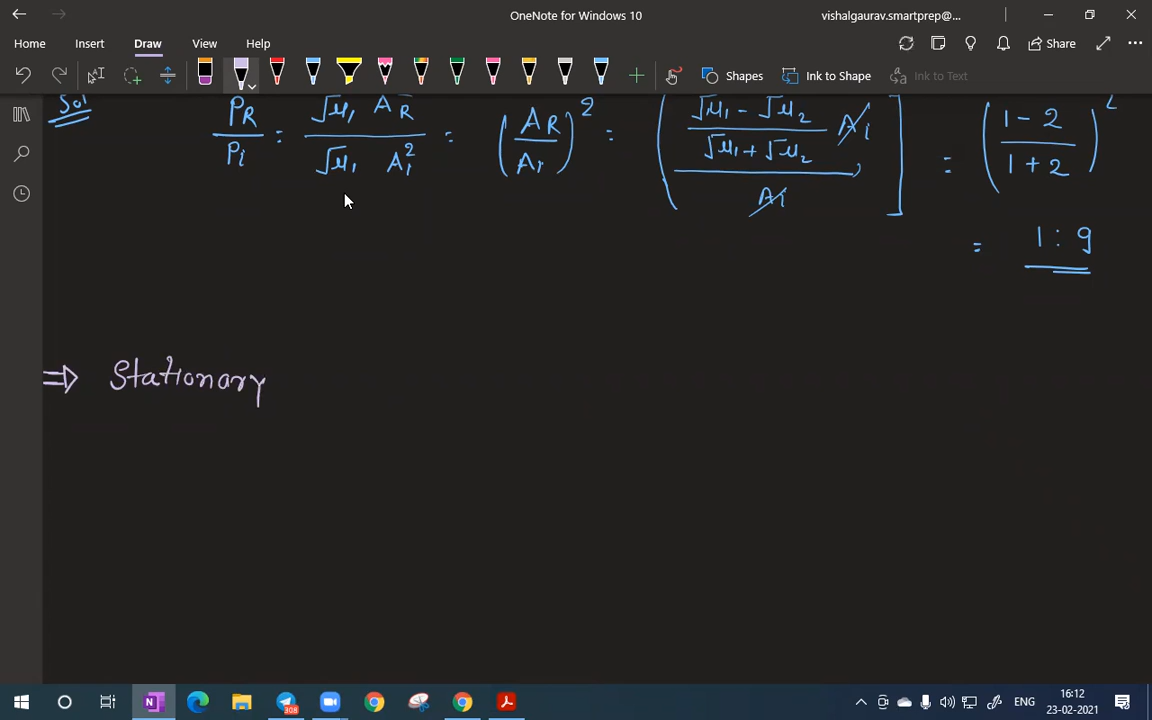 OneNote for Windows 10
vishalgaurav.smartprep@...
Home Insert Draw View Help
Share
Shapes Ink to Shape Ink to Text
Sol
PR/Pi = √μ1 AR / √μ1 Ai² = (AR/Ai)² = ((√μ1 - √μ2)/(√μ1 + √μ2) Ai / Ai] = ((1 - 2)/(1 + 2))²
= 1 : 9
⇒ Stationary
308
ENG
16:12
23-02-2021